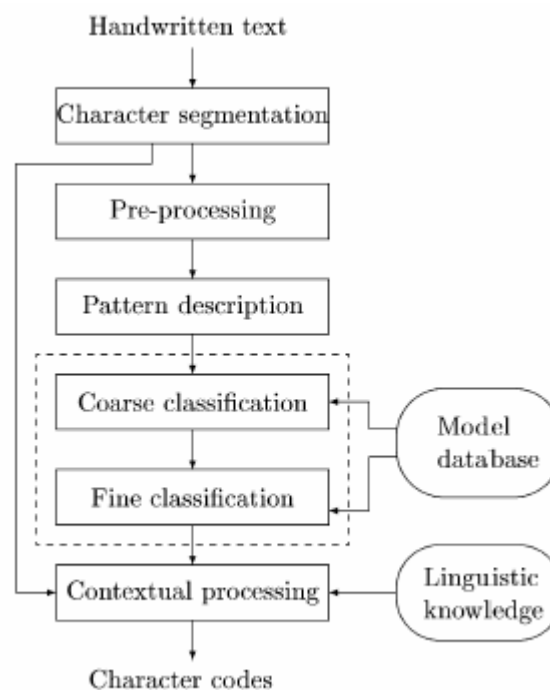 Handwritten text
Character segmentation
Pre-processing
Pattern description
Coarse classification
Model
database
Fine classification
Contextual processing
Linguistic
knowledge
Character codes